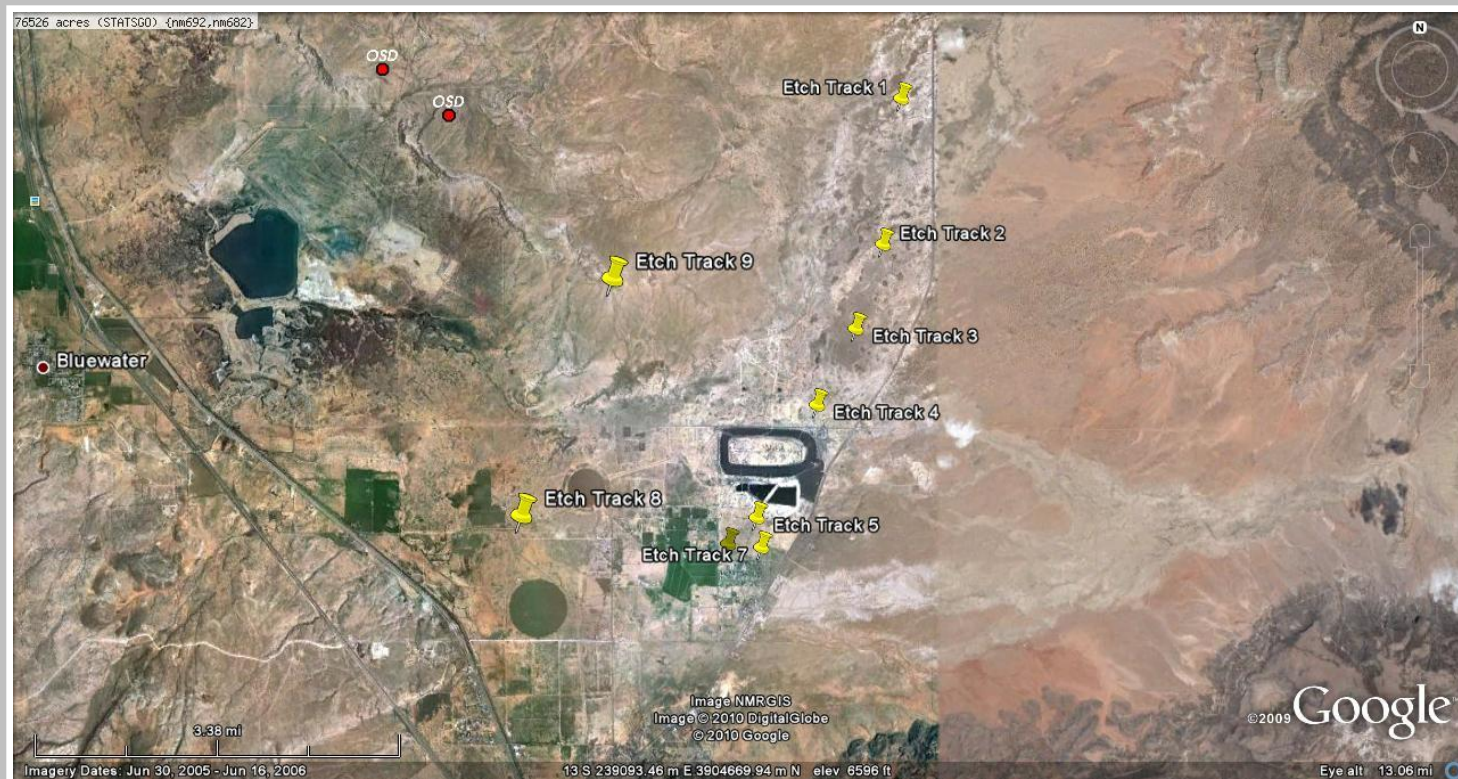 76526 acres (STATSGO) {nm692,nm682}
N
OSD
OSD
Etch Track 1
Etch Track 2
Etch Track 9
Etch Track 3
Bluewater
Etch Track 4
Etch Track 8
Etch Track 5
Etch Track 7
Image NMRGIS
Image © 2010 DigitalGlobe
© 2010 Google
©2009 Google
3.38 mi
Imagery Dates: Jun 30, 2005 - Jun 16, 2006
13 S 239093.46 m E 3904669.94 m N elev 6596 ft
Eye alt 13.06 mi